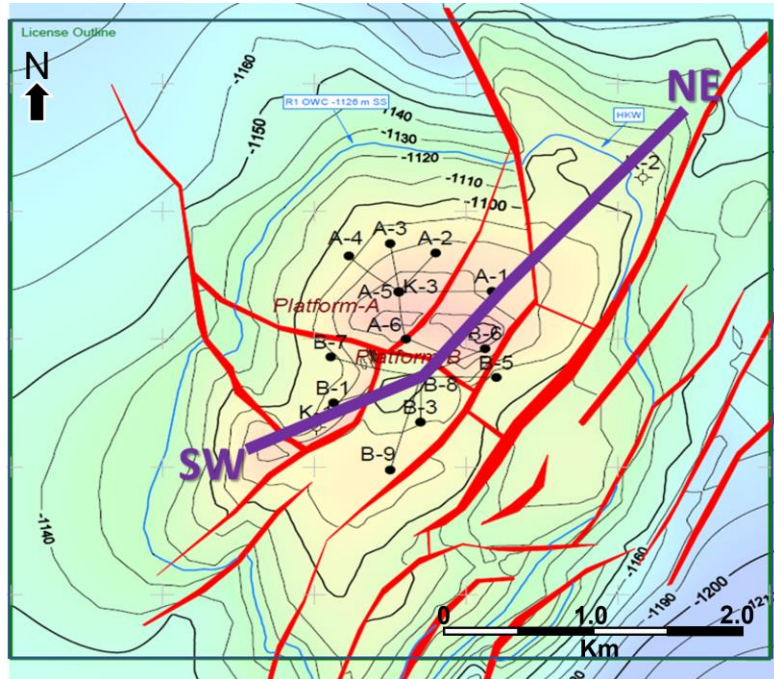 License Outline
N
-1160
-1150
R1 OWC -1126 m SS
-1140
-1130
-1120
-1110
-1100
HKW
NE
K-2
A-4
A-3
A-2
A-1
A-5
K-3
Platform-A
A-6
B-6
B-7
Platform-B
B-5
B-8
B-1
B-3
SW
B-9
-1140
-1160
-1190
-1200
0
1.0
2.0
Km